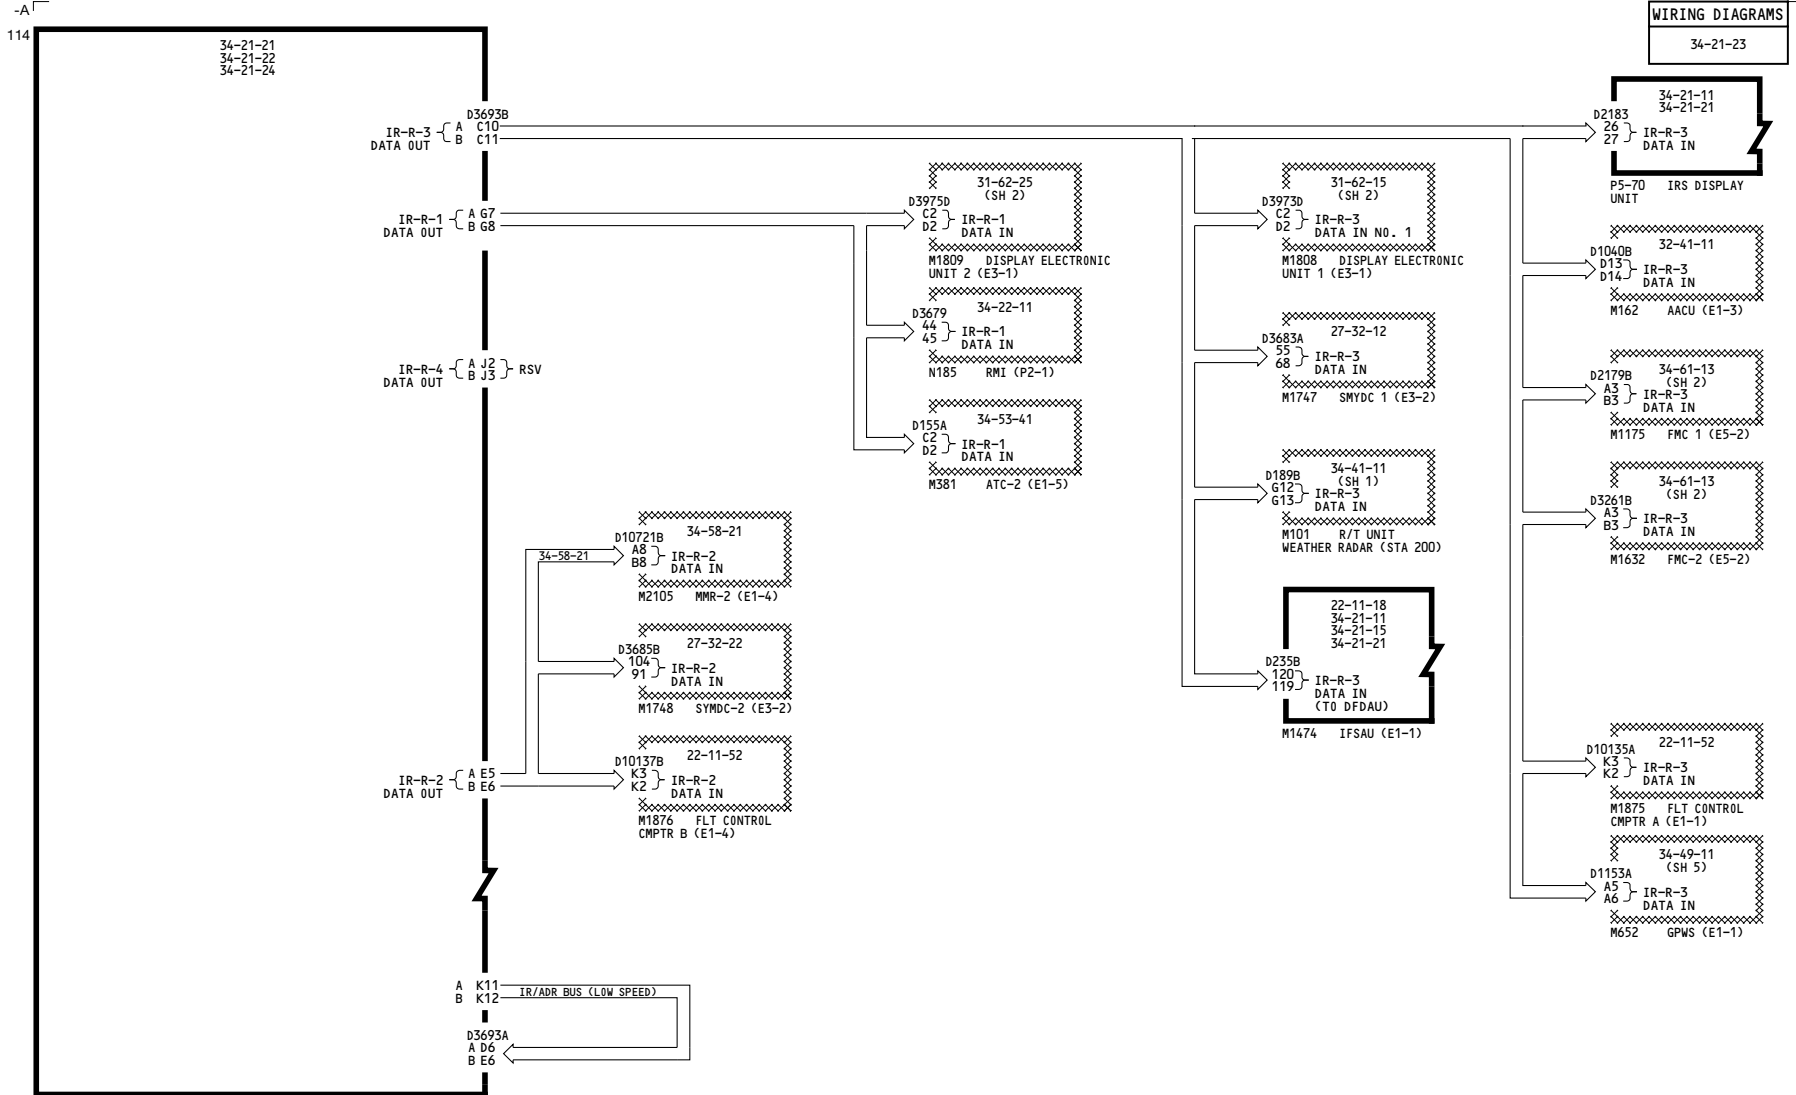 -A
114
WIRING DIAGRAMS
34-21-23
34-21-21
34-21-22
34-21-24
D3693B
IR-R-3 A C10
DATA OUT B C11
IR-R-1 A G7
DATA OUT B G8
IR-R-4 A J2 RSV
DATA OUT B J3
IR-R-2 A E5
DATA OUT B E6
A K11
B K12
IR/ADR BUS (LOW SPEED)
D3693A
A D6
B E6
34-58-21
34-58-21
D10721B
A8
B8
IR-R-2
DATA IN
M2105 MMR-2 (E1-4)
27-32-22
D3685B
104
91
IR-R-2
DATA IN
M1748 SYMDC-2 (E3-2)
22-11-52
D10137B
K3
K2
IR-R-2
DATA IN
M1876 FLT CONTROL
CMPTR B (E1-4)
31-62-25
(SH 2)
D3975D
C2
D2
IR-R-1
DATA IN
M1809 DISPLAY ELECTRONIC
UNIT 2 (E3-1)
34-22-11
D3679
44
45
IR-R-1
DATA IN
N185 RMI (P2-1)
34-53-41
D155A
C2
D2
IR-R-1
DATA IN
M381 ATC-2 (E1-5)
31-62-15
(SH 2)
D3973D
C2
D2
IR-R-3
DATA IN NO. 1
M1808 DISPLAY ELECTRONIC
UNIT 1 (E3-1)
27-32-12
D3683A
55
68
IR-R-3
DATA IN
M1747 SMYDC 1 (E3-2)
34-41-11
(SH 1)
D189B
G12
G13
IR-R-3
DATA IN
M101 R/T UNIT
WEATHER RADAR (STA 200)
22-11-18
34-21-11
34-21-15
34-21-21
D235B
120
119
IR-R-3
DATA IN
(TO DFDAU)
M1474 IFSAU (E1-1)
34-21-11
34-21-21
D2183
26
27
IR-R-3
DATA IN
P5-70 IRS DISPLAY
UNIT
32-41-11
D1040B
D13
D14
IR-R-3
DATA IN
M162 AACU (E1-3)
34-61-13
(SH 2)
D2179B
A3
B3
IR-R-3
DATA IN
M1175 FMC 1 (E5-2)
34-61-13
(SH 2)
D3261B
A3
B3
IR-R-3
DATA IN
M1632 FMC-2 (E5-2)
22-11-52
D10135A
K3
K2
IR-R-3
DATA IN
M1875 FLT CONTROL
CMPTR A (E1-1)
34-49-11
(SH 5)
D1153A
A5
A6
IR-R-3
DATA IN
M652 GPWS (E1-1)